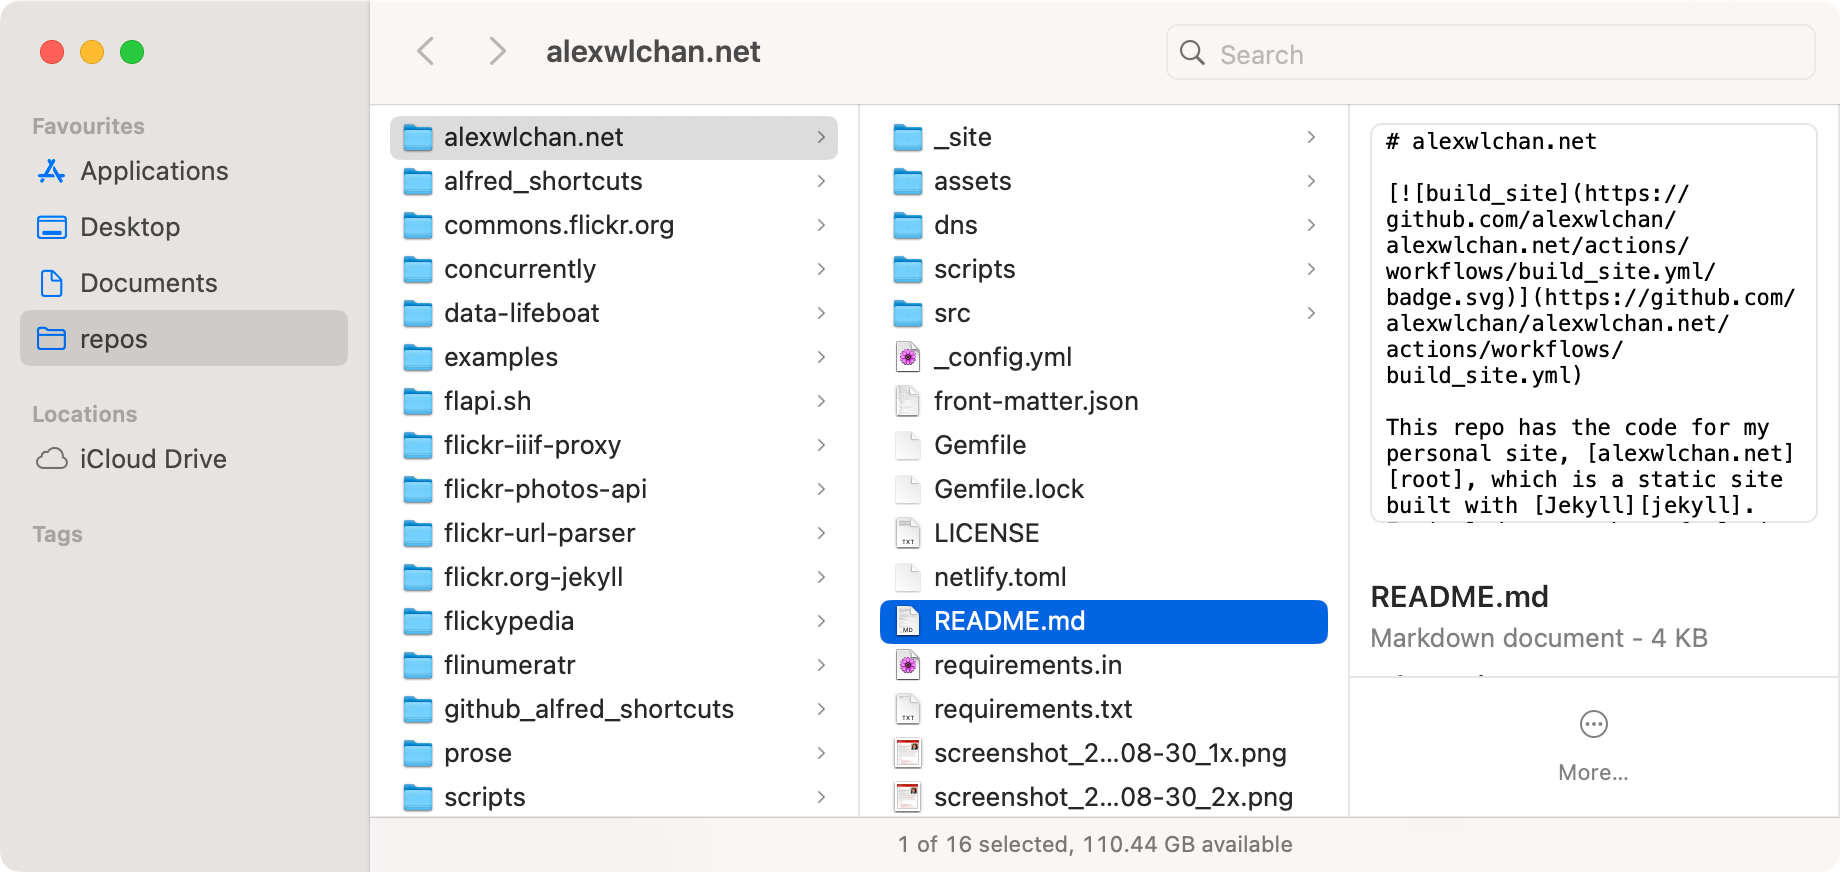 alexwlchan.net
Search
Favourites
Applications
Desktop
Documents
repos
Locations
iCloud Drive
Tags
alexwlchan.net
alfred_shortcuts
commons.flickr.org
concurrently
data-lifeboat
examples
flapi.sh
flickr-iiif-proxy
flickr-photos-api
flickr-url-parser
flickr.org-jekyll
flickypedia
flinumeratr
github_alfred_shortcuts
prose
scripts
_site
assets
dns
scripts
src
_config.yml
front-matter.json
Gemfile
Gemfile.lock
LICENSE
netlify.toml
README.md
requirements.in
requirements.txt
screenshot_2...08-30_1x.png
screenshot_2...08-30_2x.png
# alexwlchan.net
[![build_site](https://
github.com/alexwlchan/
alexwlchan.net/actions/
workflows/build_site.yml/
badge.svg)](https://github.com/
alexwlchan/alexwlchan.net/
actions/workflows/
build_site.yml)
This repo has the code for my
personal site, [alexwlchan.net]
[root], which is a static site
built with [Jekyll][jekyll].
README.md
Markdown document - 4 KB
More...
1 of 16 selected, 110.44 GB available